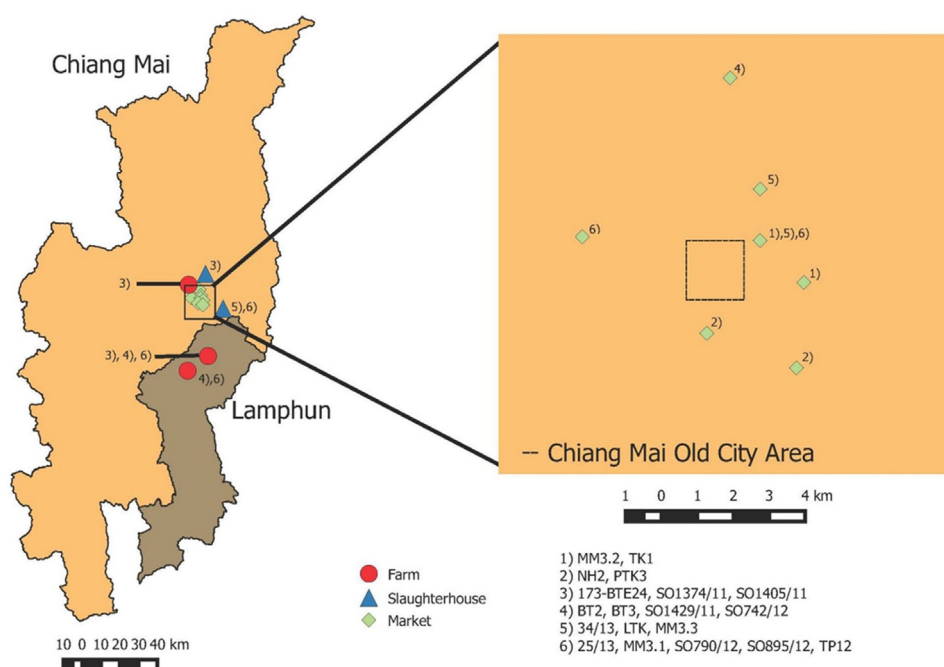 Chiang Mai
3)
3)
5),6)
3), 4), 6)
4),6)
Lamphun
4)
5)
6)
1),5),6)
1)
2)
2)
-- Chiang Mai Old City Area
1 0 1 2 3 4 km
Farm
Slaughterhouse
Market
10 0 10 20 30 40 km
1) MM3.2, TK1
2) NH2, PTK3
3) 173-BTE24, SO1374/11, SO1405/11
4) BT2, BT3, SO1429/11, SO742/12
5) 34/13, LTK, MM3.3
6) 25/13, MM3.1, SO790/12, SO895/12, TP12